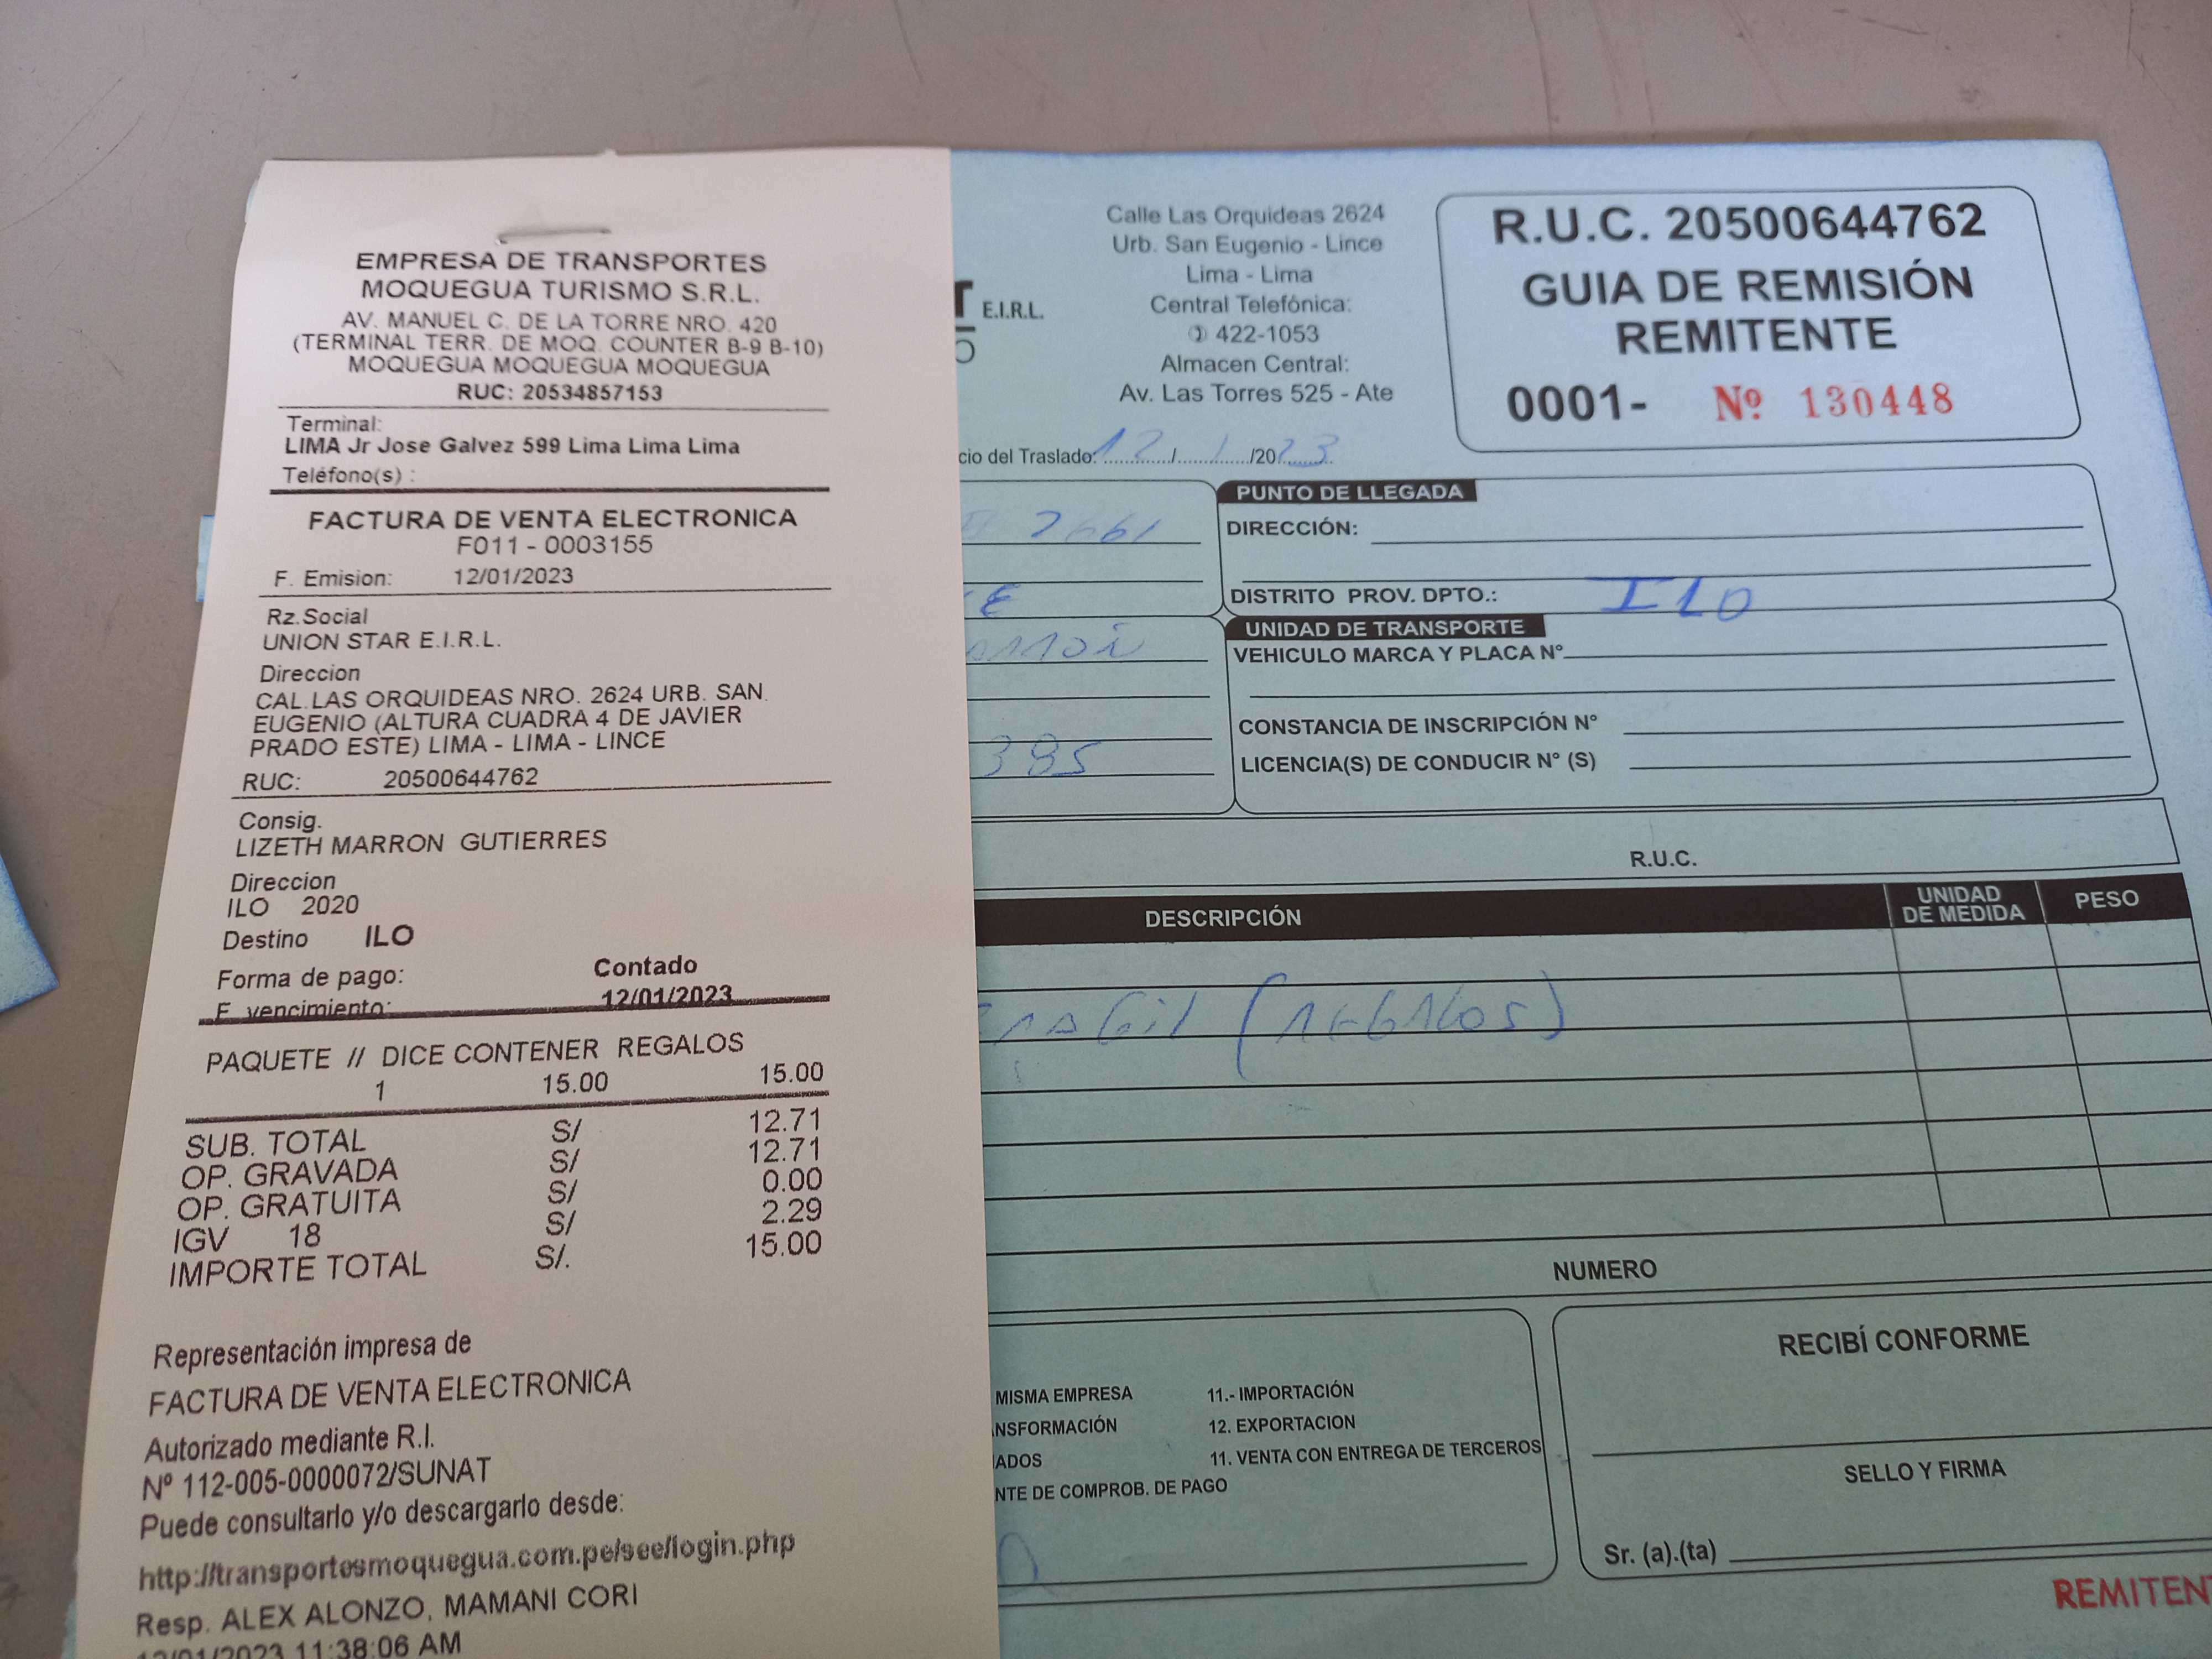 EMPRESA DE TRANSPORTES
MOQUEGUA TURISMO S.R.L.
AV. MANUEL C. DE LA TORRE NRO. 420
(TERMINAL TERR. DE MOQ. COUNTER B-9 B-10)
MOQUEGUA MOQUEGUA MOQUEGUA
RUC: 20534857153
Terminal:
LIMA Jr Jose Galvez 599 Lima Lima Lima
Teléfono(s) :
FACTURA DE VENTA ELECTRONICA
F011 - 0003155
F. Emision: 12/01/2023
Rz.Social
UNION STAR E.I.R.L.
Direccion
CAL.LAS ORQUIDEAS NRO. 2624 URB. SAN.
EUGENIO (ALTURA CUADRA 4 DE JAVIER
PRADO ESTE) LIMA - LIMA - LINCE
RUC: 20500644762
Consig.
LIZETH MARRON GUTIERRES
Direccion
ILO 2020
Destino ILO
Forma de pago: Contado
F. vencimiento: 12/01/2023
PAQUETE // DICE CONTENER REGALOS
1 15.00 15.00
SUB. TOTAL S/ 12.71
OP. GRAVADA S/ 12.71
OP. GRATUITA S/ 0.00
IGV 18 S/ 2.29
IMPORTE TOTAL S/. 15.00
Representación impresa de
FACTURA DE VENTA ELECTRONICA
Autorizado mediante R.I.
Nº 112-005-0000072/SUNAT
Puede consultarlo y/o descargarlo desde:
http://transportesmoquegua.com.pe/see/login.php
Resp. ALEX ALONZO, MAMANI CORI
12/01/2023 11:38:06 AM
T E.I.R.L.
O
Calle Las Orquideas 2624
Urb. San Eugenio - Lince
Lima - Lima
Central Telefónica:
422-1053
Almacen Central:
Av. Las Torres 525 - Ate
R.U.C. 20500644762
GUIA DE REMISIÓN
REMITENTE
0001- Nº 130448
cio del Traslado: 12/1/2023
2661
E
385
PUNTO DE LLEGADA
DIRECCIÓN:
DISTRITO PROV. DPTO.: ILO
UNIDAD DE TRANSPORTE
VEHICULO MARCA Y PLACA N°
CONSTANCIA DE INSCRIPCIÓN N°
LICENCIA(S) DE CONDUCIR N° (S)
R.U.C.
DESCRIPCIÓN
UNIDAD
DE MEDIDA
PESO
(REGALOS)
NUMERO
MISMA EMPRESA
NSFORMACIÓN
ADOS
NTE DE COMPROB. DE PAGO
11.- IMPORTACIÓN
12. EXPORTACION
11. VENTA CON ENTREGA DE TERCEROS
RECIBÍ CONFORME
SELLO Y FIRMA
Sr. (a).(ta)
REMITENT